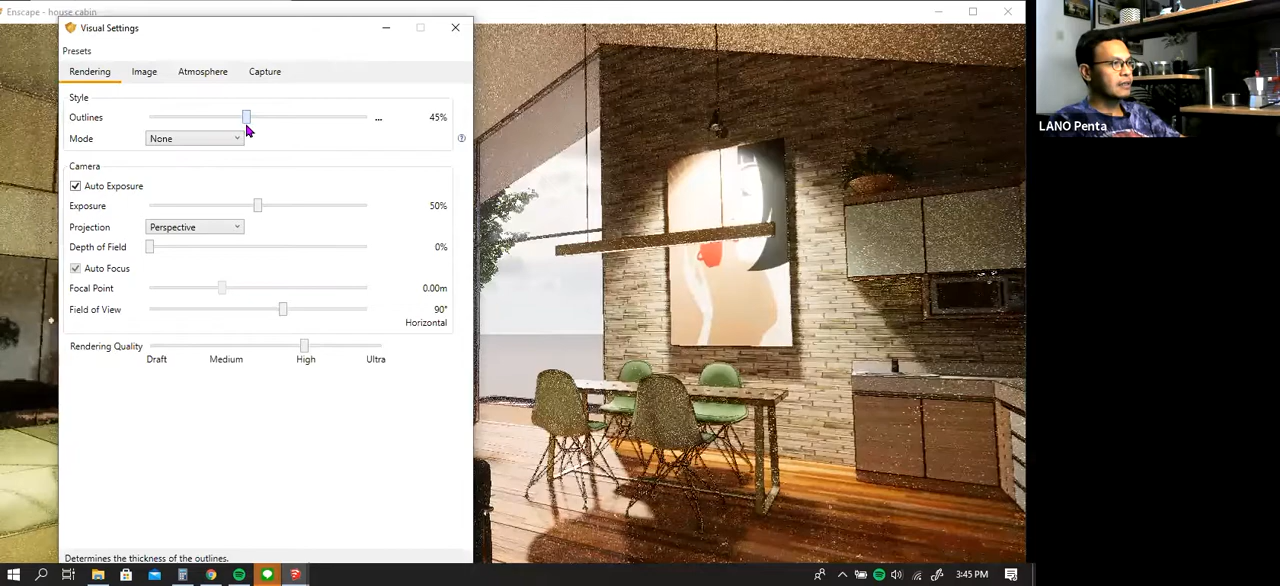 Enscape - house cabin
Visual Settings
Presets
Rendering Image Atmosphere Capture
Style
Outlines ... 45%
Mode None
Camera
Auto Exposure
Exposure 50%
Projection Perspective
Depth of Field 0%
Auto Focus
Focal Point 0.00m
Field of View 90°
Horizontal
Rendering Quality
Draft Medium High Ultra
Determines the thickness of the outlines.
LANO Penta
3:45 PM